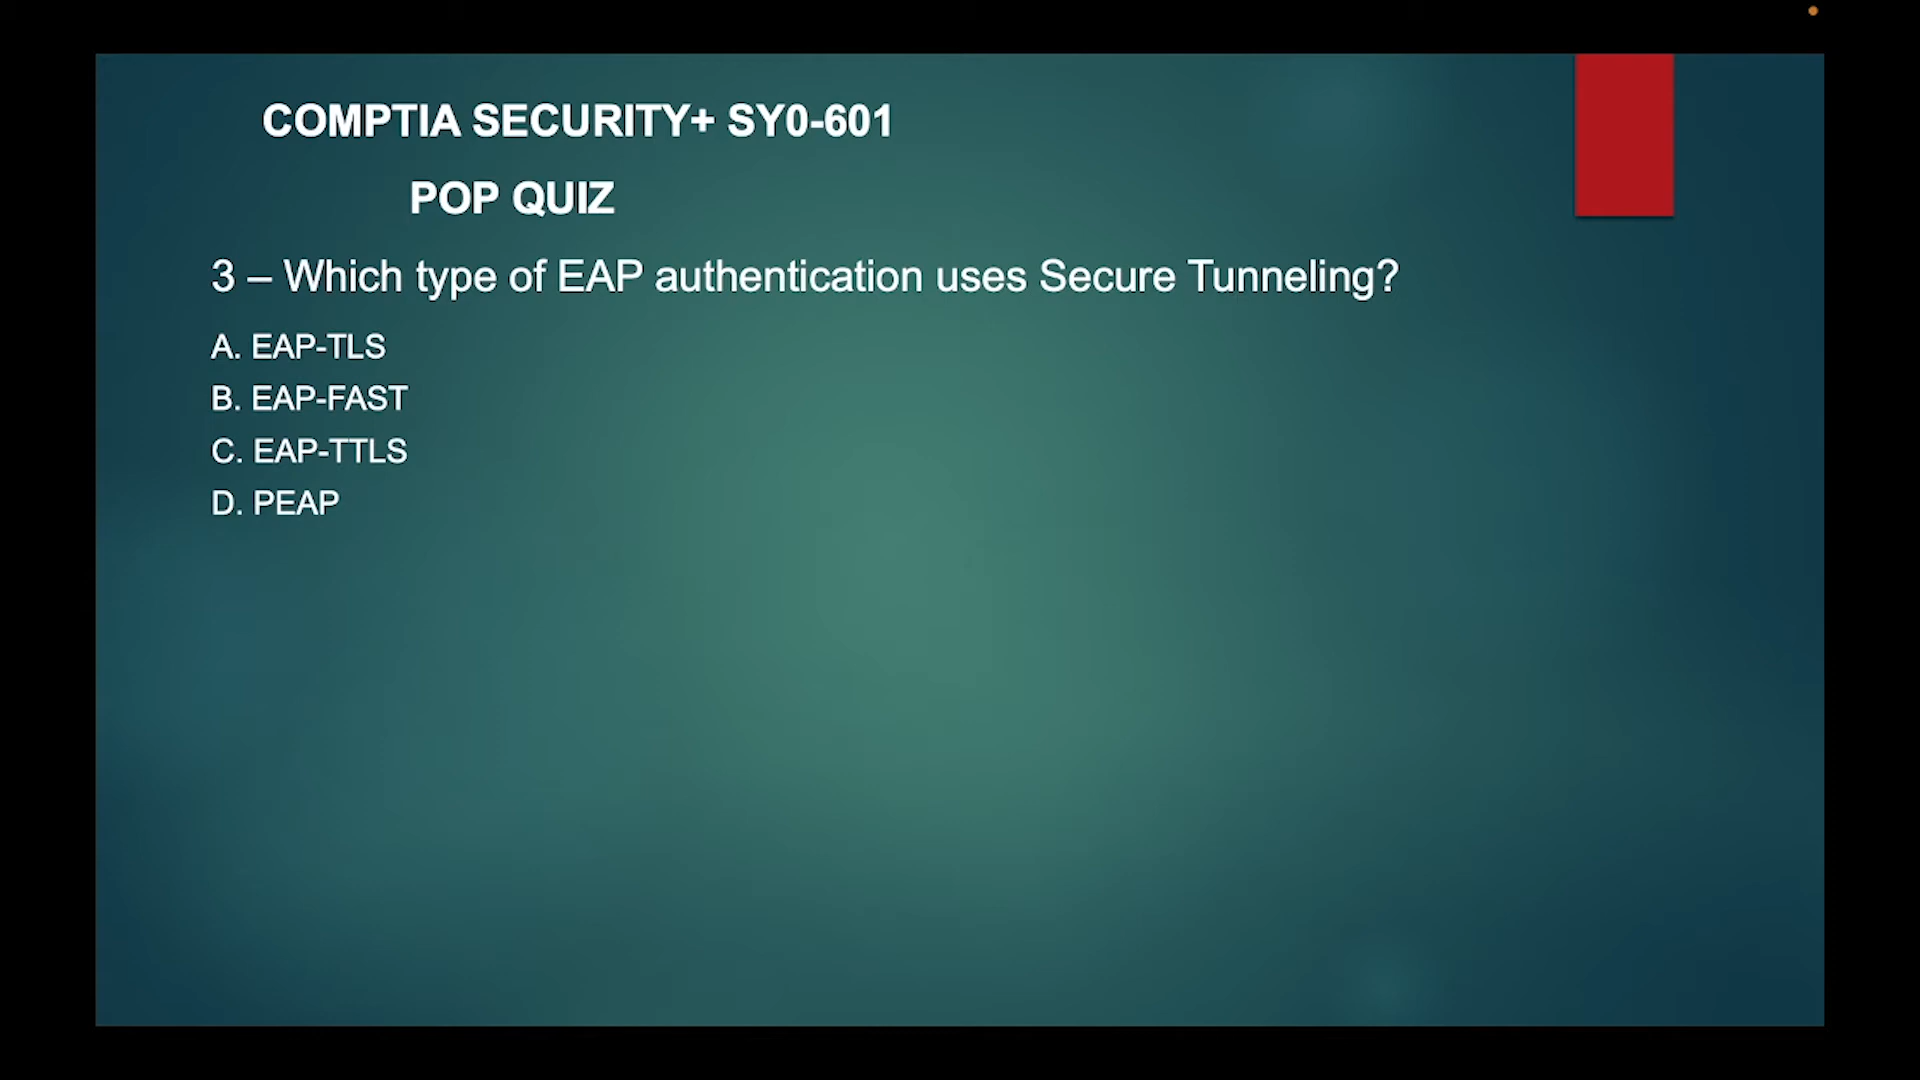 COMPTIA SECURITY+ SY0-601
POP QUIZ
3 – Which type of EAP authentication uses Secure Tunneling?
A. EAP-TLS
B. EAP-FAST
C. EAP-TTLS
D. PEAP